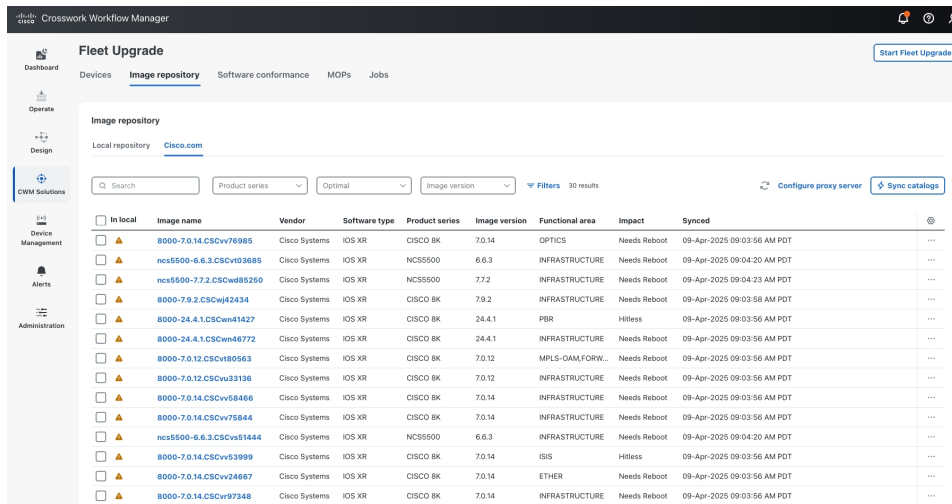 cisco Crosswork Workflow Manager
Fleet Upgrade
Start Fleet Upgrade
Dashboard
Operate
Design
CWM Solutions
Device
Management
Alerts
Administration
Devices Image repository Software conformance MOPs Jobs
Image repository
Local repository Cisco.com
Search Product series Optimal Image version Filters 30 results Configure proxy server Sync catalogs
In local Image name Vendor Software type Product series Image version Functional area Impact Synced
8000-7.0.14.CSCvv76985 Cisco Systems IOS XR CISCO 8K 7.0.14 OPTICS Needs Reboot 09-Apr-2025 09:03:56 AM PDT ...
ncs5500-6.6.3.CSCvt03685 Cisco Systems IOS XR NCS5500 6.6.3 INFRASTRUCTURE Needs Reboot 09-Apr-2025 09:04:20 AM PDT ...
ncs5500-7.7.2.CSCwd85250 Cisco Systems IOS XR NCS5500 7.7.2 INFRASTRUCTURE Needs Reboot 09-Apr-2025 09:04:23 AM PDT ...
8000-7.9.2.CSCwj42434 Cisco Systems IOS XR CISCO 8K 7.9.2 INFRASTRUCTURE Needs Reboot 09-Apr-2025 09:03:58 AM PDT ...
8000-24.4.1.CSCwn41427 Cisco Systems IOS XR CISCO 8K 24.4.1 PBR Hitless 09-Apr-2025 09:03:56 AM PDT ...
8000-24.4.1.CSCwn46772 Cisco Systems IOS XR CISCO 8K 24.4.1 INFRASTRUCTURE Needs Reboot 09-Apr-2025 09:03:56 AM PDT ...
8000-7.0.12.CSCvt80563 Cisco Systems IOS XR CISCO 8K 7.0.12 MPLS-OAM,FORW... Needs Reboot 09-Apr-2025 09:03:56 AM PDT ...
8000-7.0.12.CSCvu33136 Cisco Systems IOS XR CISCO 8K 7.0.12 INFRASTRUCTURE Needs Reboot 09-Apr-2025 09:03:56 AM PDT ...
8000-7.0.14.CSCvv58466 Cisco Systems IOS XR CISCO 8K 7.0.14 INFRASTRUCTURE Needs Reboot 09-Apr-2025 09:03:56 AM PDT ...
8000-7.0.14.CSCvv75844 Cisco Systems IOS XR CISCO 8K 7.0.14 INFRASTRUCTURE Needs Reboot 09-Apr-2025 09:03:56 AM PDT ...
ncs5500-6.6.3.CSCvs51444 Cisco Systems IOS XR NCS5500 6.6.3 INFRASTRUCTURE Needs Reboot 09-Apr-2025 09:04:20 AM PDT ...
8000-7.0.14.CSCvv53999 Cisco Systems IOS XR CISCO 8K 7.0.14 ISIS Hitless 09-Apr-2025 09:03:56 AM PDT ...
8000-7.0.14.CSCvv24667 Cisco Systems IOS XR CISCO 8K 7.0.14 ETHER Needs Reboot 09-Apr-2025 09:03:56 AM PDT ...
8000-7.0.14.CSCvr97348 Cisco Systems IOS XR CISCO 8K 7.0.14 INFRASTRUCTURE Needs Reboot 09-Apr-2025 09:03:56 AM PDT ...